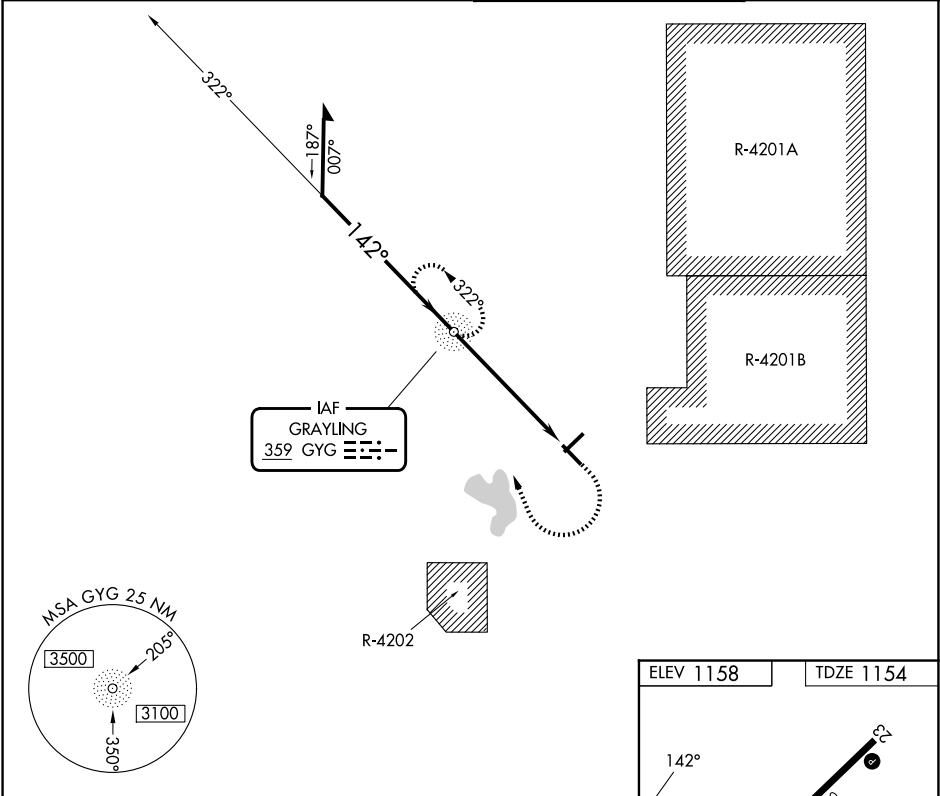 322°
187°
007°
R-4201A
142°
322°
R-4201B
IAF
GRAYLING
359 GYG
R-4202
MSA GYG 25 NM
3500
205°
3100
350°
ELEV 1158
TDZE 1154
23
142°
P